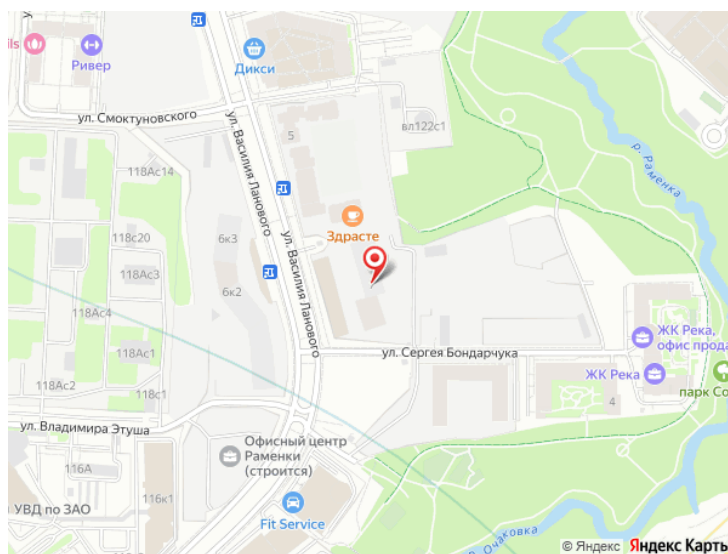 ils
Ривер
Дикси
ул. Смоктуновского
5
вл122с1
118Ас14
ул. Василия Ланового
р. Раменка
118с20
6к3
Здрасте
118Ас3
6к2
ул. Василия Ланового
118Ас4
118Ас1
ул. Сергея Бондарчука
ЖК Река,
офис прода
118Ас2
118с1
ЖК Река
4
парк Со
ул. Владимира Этуша
Офисный центр
Раменки
(строится)
116А
116к1
УВД по ЗАО
Fit Service
р. Очаковка
© Яндекс Яндекс Карты